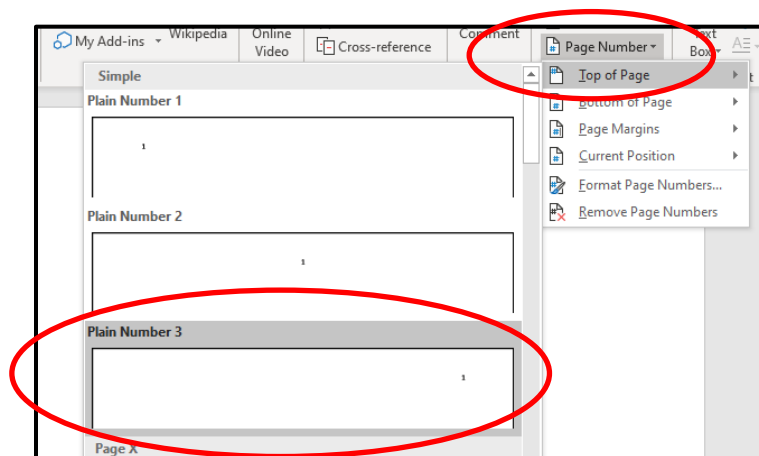 My Add-ins
Wikipedia
Online
Video
Cross-reference
Comment
Page Number
Text
Box
Simple
Plain Number 1
1
Plain Number 2
1
Plain Number 3
1
Page X
Top of Page
Bottom of Page
Page Margins
Current Position
Format Page Numbers...
Remove Page Numbers